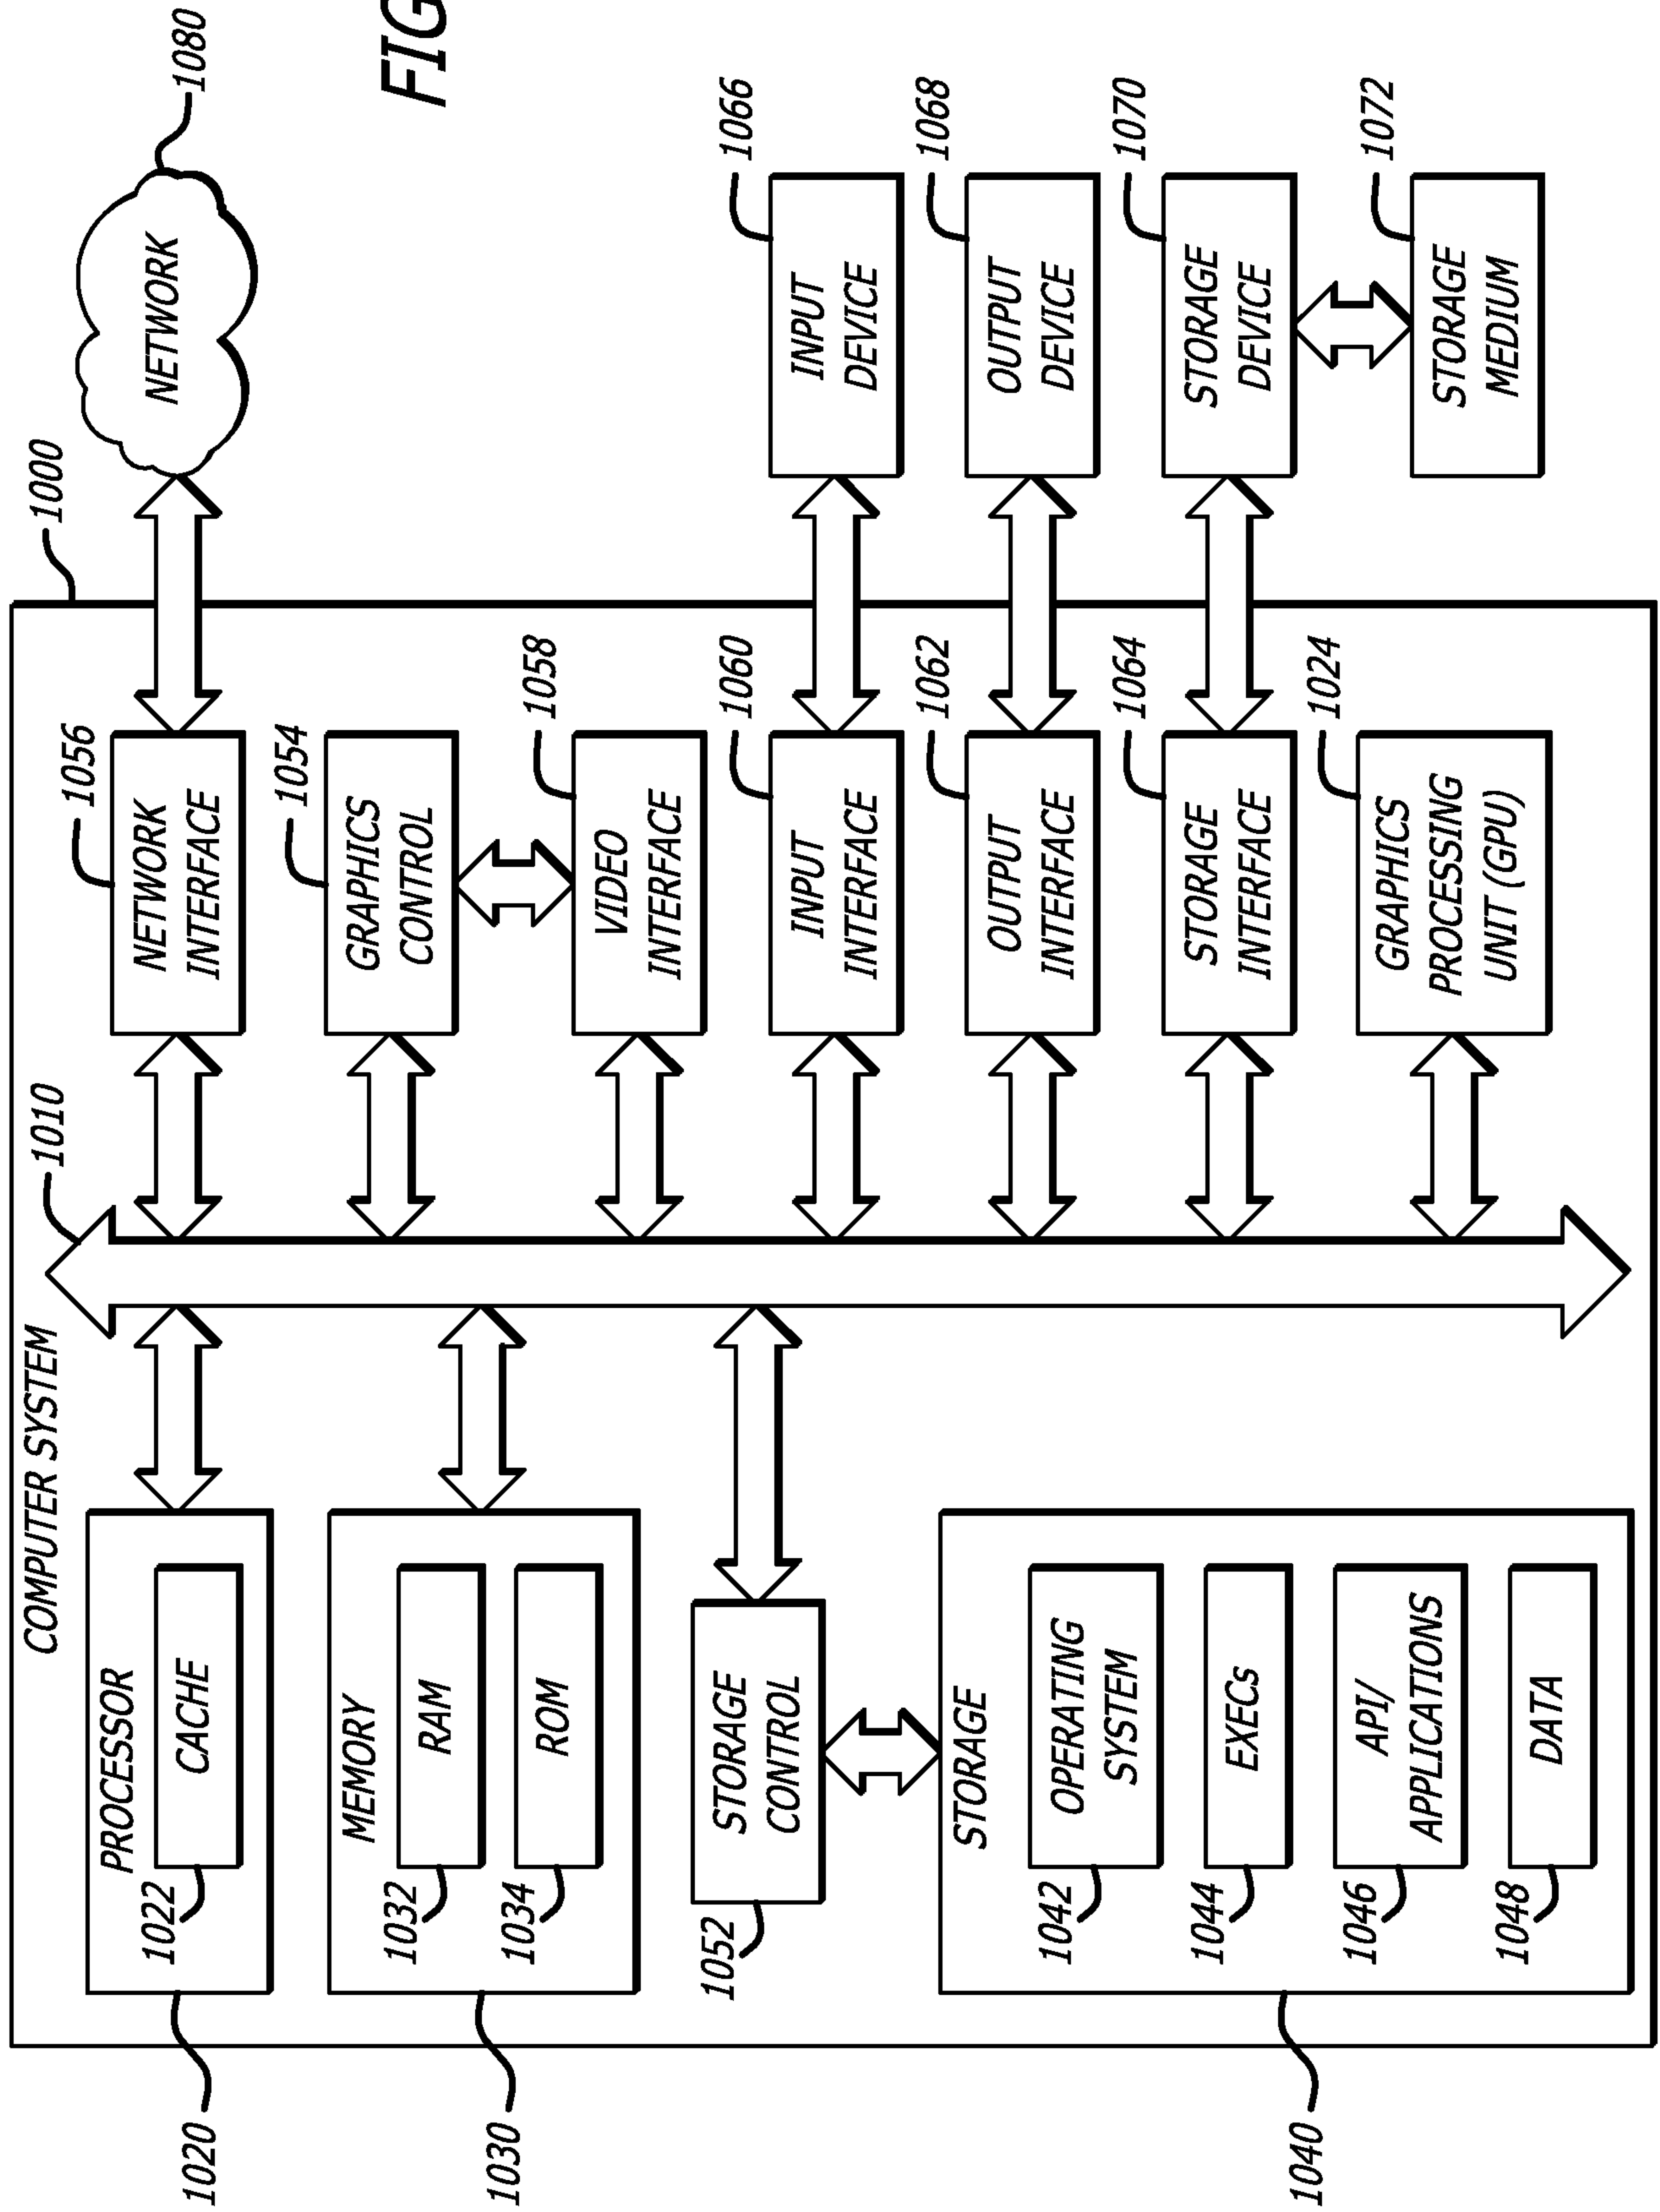 COMPUTER SYSTEM
1000
1010
PROCESSOR
CACHE
1022
1020
MEMORY
RAM
1032
ROM
1034
1030
STORAGE
CONTROL
1052
STORAGE
OPERATING
SYSTEM
1042
EXECs
1044
API/
APPLICATIONS
1046
DATA
1048
1040
NETWORK
INTERFACE
1056
GRAPHICS
CONTROL
1054
VIDEO
INTERFACE
1058
INPUT
INTERFACE
1060
OUTPUT
INTERFACE
1062
STORAGE
INTERFACE
1064
GRAPHICS
PROCESSING
UNIT (GPU)
1024
NETWORK
1080
FIG
INPUT
DEVICE
1066
OUTPUT
DEVICE
1068
STORAGE
DEVICE
1070
STORAGE
MEDIUM
1072